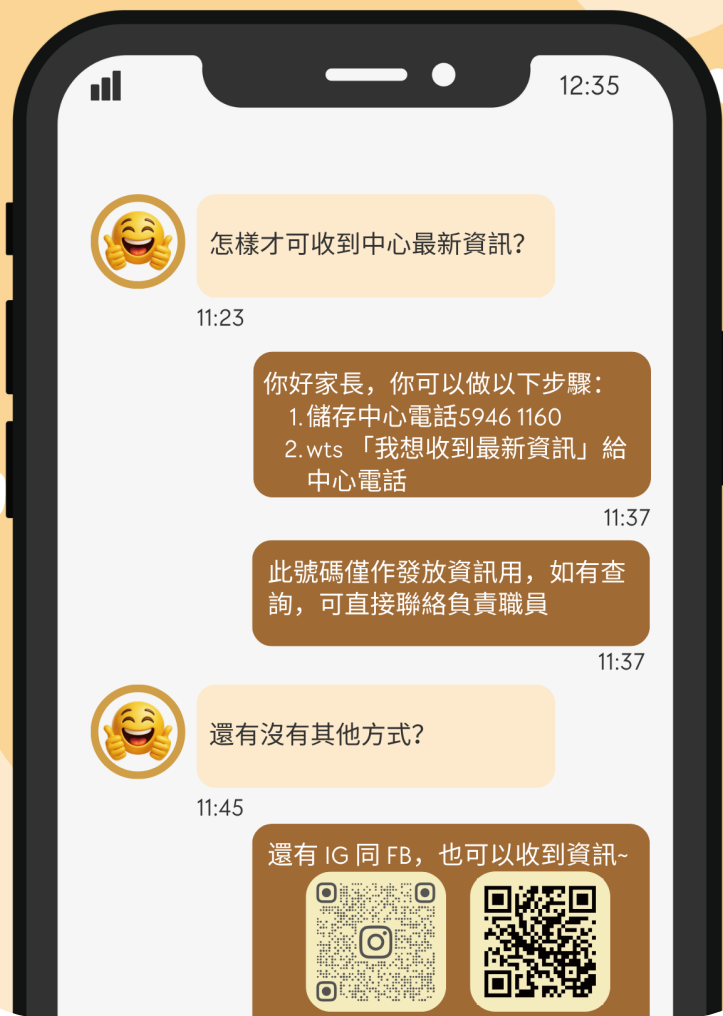 12:35
怎樣才可收到中心最新資訊？
11:23
你好家長，你可以做以下步驟：
1. 儲存中心電話5946 1160
2. wts 「我想收到最新資訊」給
中心電話
11:37
此號碼僅作發放資訊用，如有查
詢，可直接聯絡負責職員
11:37
還有沒有其他方式？
11:45
還有 IG 同 FB，也可以收到資訊~